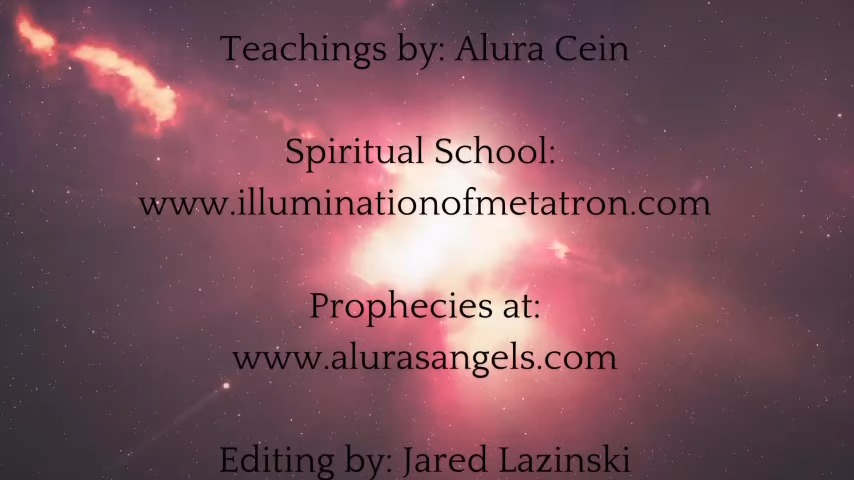 Teachings by: Alura Cein
Spiritual School:
www.illuminationofmetatron.com
Prophecies at:
www.alurasangels.com
Editing by: Jared Lazinski